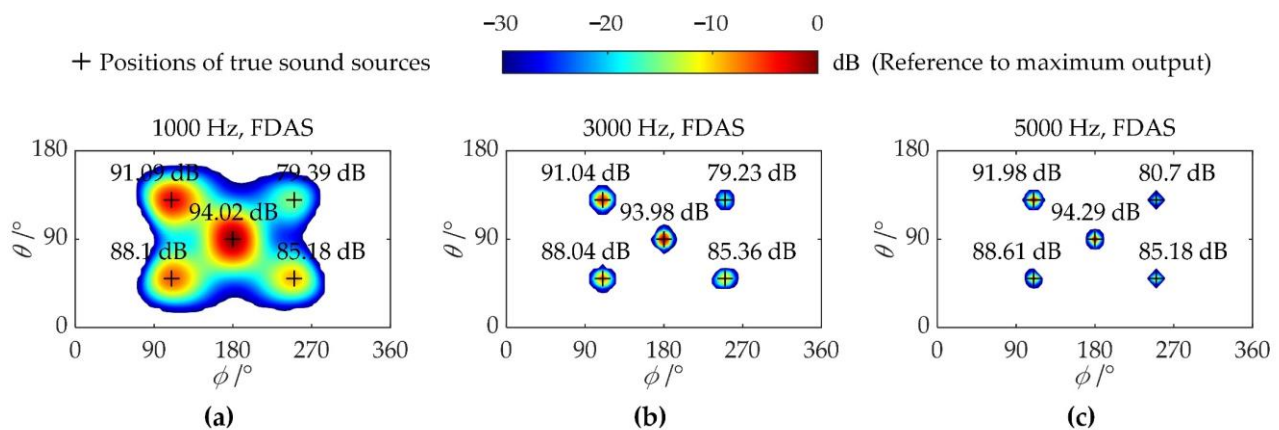 −30 −20 −10 0
+ Positions of true sound sources dB (Reference to maximum output)
1000 Hz, FDAS
180
91.09 dB 79.39 dB
94.02 dB
θ /° 90
88.1 dB 85.18 dB
0
0 90 180 270 360
ϕ /°
(a)
3000 Hz, FDAS
180
91.04 dB 79.23 dB
93.98 dB
θ /° 90
88.04 dB 85.36 dB
0
0 90 180 270 360
ϕ /°
(b)
5000 Hz, FDAS
180
91.98 dB 80.7 dB
94.29 dB
θ /° 90
88.61 dB 85.18 dB
0
0 90 180 270 360
ϕ /°
(c)